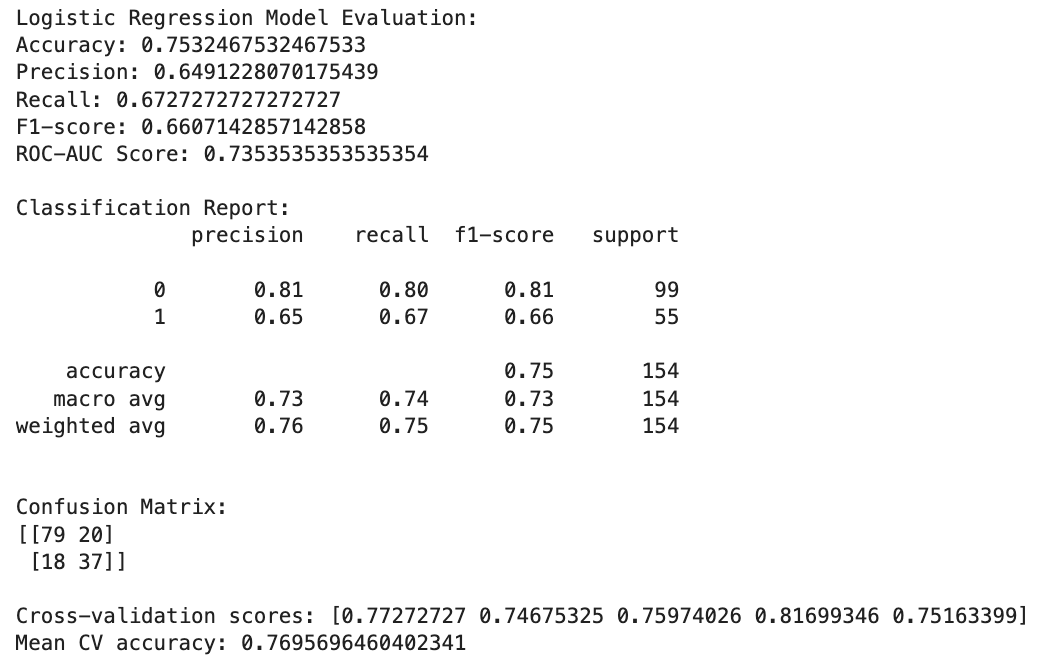 Logistic Regression Model Evaluation:
Accuracy: 0.7532467532467533
Precision: 0.6491228070175439
Recall: 0.6727272727272727
F1-score: 0.6607142857142858
ROC-AUC Score: 0.7353535353535354
Classification Report:
precision recall f1-score support
0 0.81 0.80 0.81 99
1 0.65 0.67 0.66 55
accuracy 0.75 154
macro avg 0.73 0.74 0.73 154
weighted avg 0.76 0.75 0.75 154
Confusion Matrix:
[[79 20]
[18 37]]
Cross-validation scores: [0.77272727 0.74675325 0.75974026 0.81699346 0.75163399]
Mean CV accuracy: 0.7695696460402341